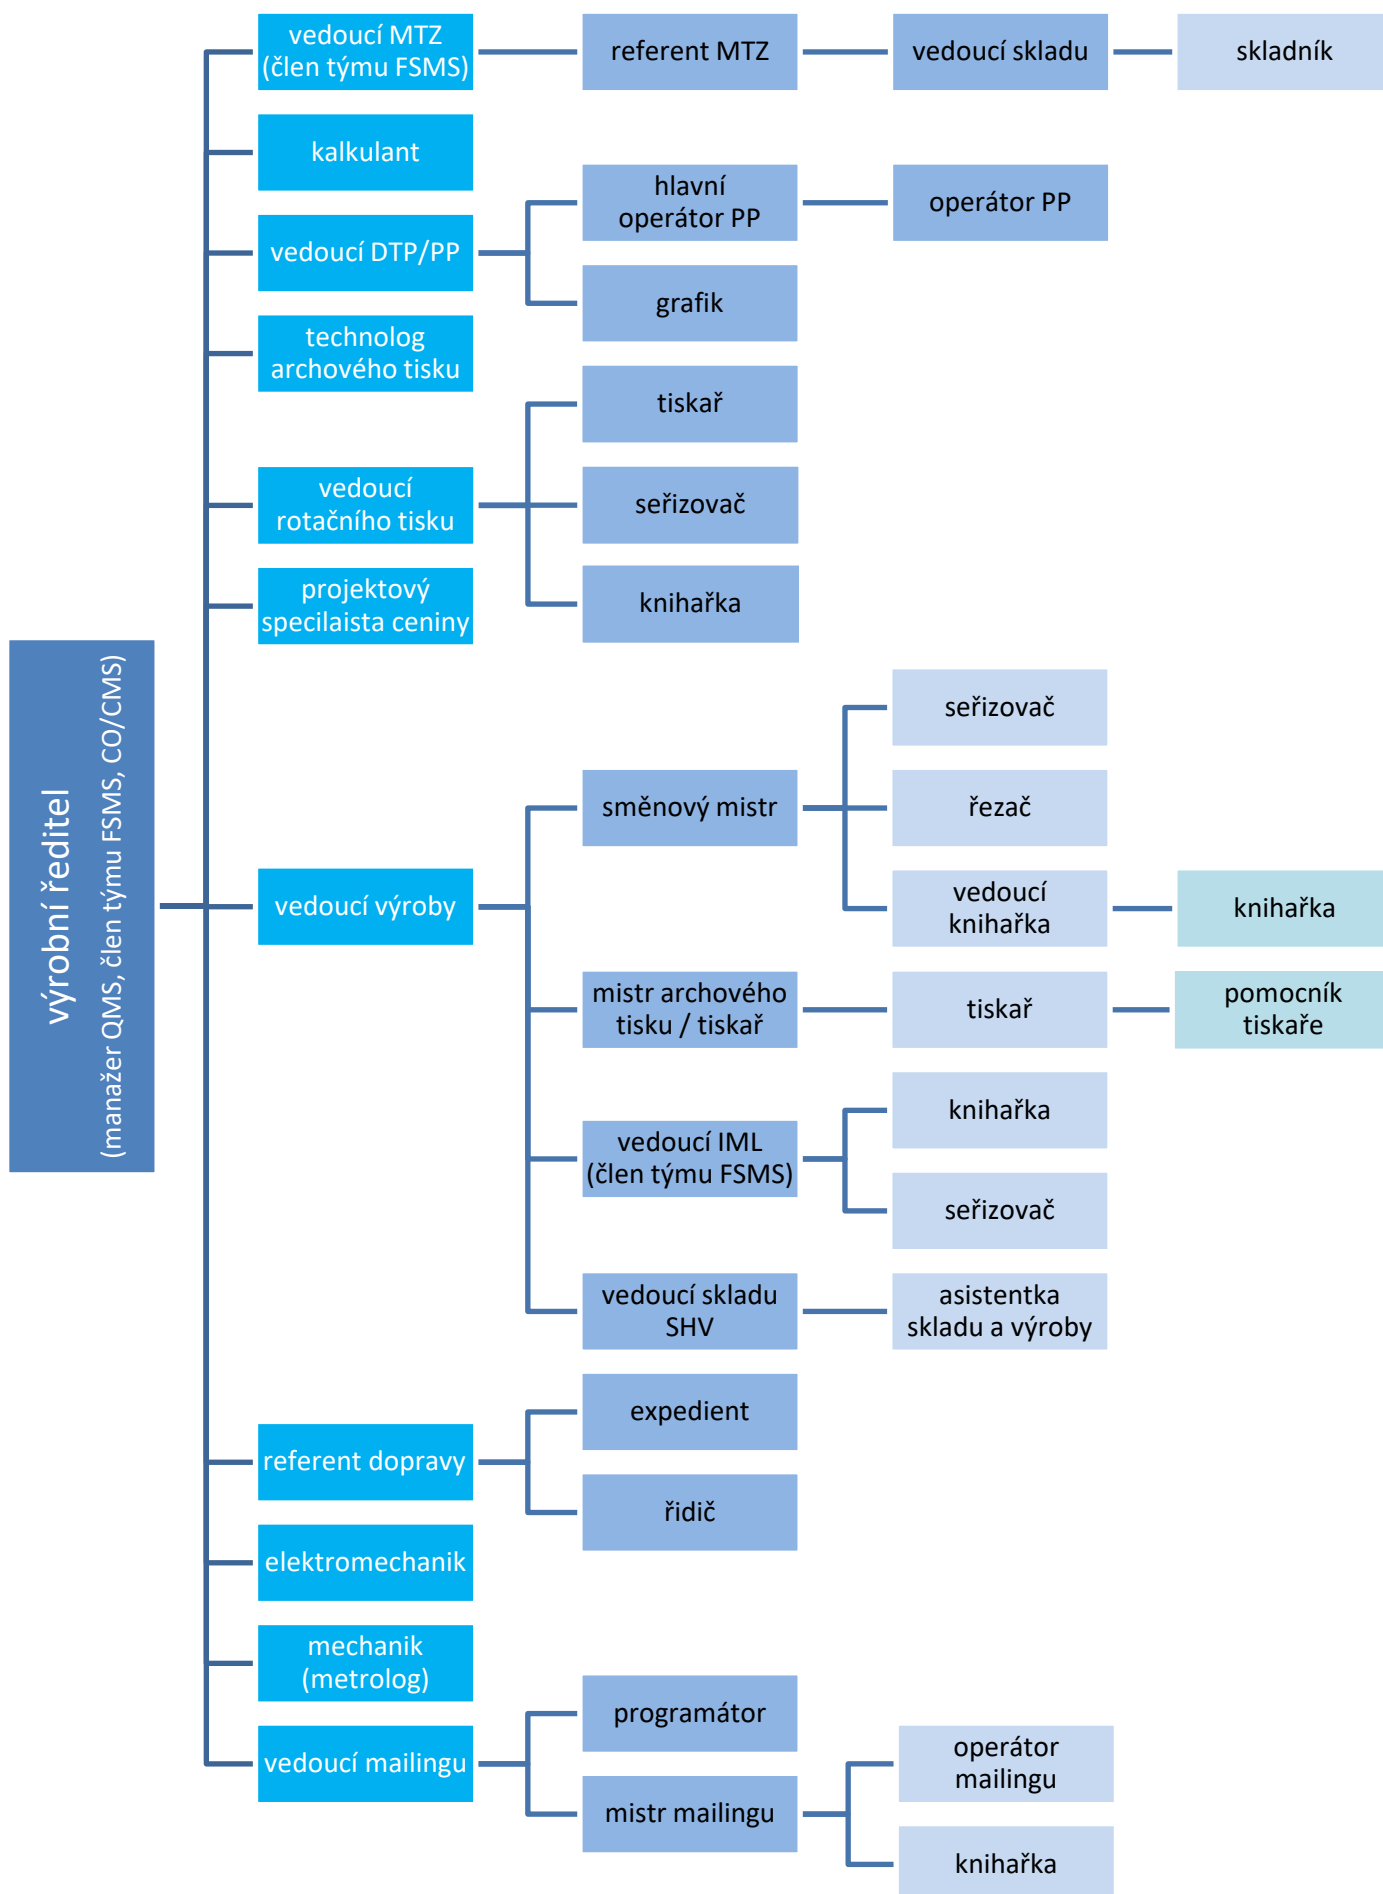 vedoucí MTZ
(člen týmu FSMS)
referent MTZ
vedoucí skladu
skladník
kalkulant
hlavní
operátor PP
operátor PP
vedoucí DTP/PP
grafik
technolog
archového tisku
tiskař
vedoucí
rotačního tisku
seřizovač
projektový
specilaista ceniny
knihařka
výrobní ředitel
(manažer QMS, člen týmu FSMS, CO/CMS)
seřizovač
směnový mistr
řezač
vedoucí výroby
vedoucí
knihařka
knihařka
mistr archového
tisku / tiskař
tiskař
pomocník
tiskaře
knihařka
vedoucí IML
(člen týmu FSMS)
seřizovač
vedoucí skladu
SHV
asistentka
skladu a výroby
expedient
referent dopravy
řidič
elektromechanik
mechanik
(metrolog)
programátor
vedoucí mailingu
operátor
mailingu
mistr mailingu
knihařka